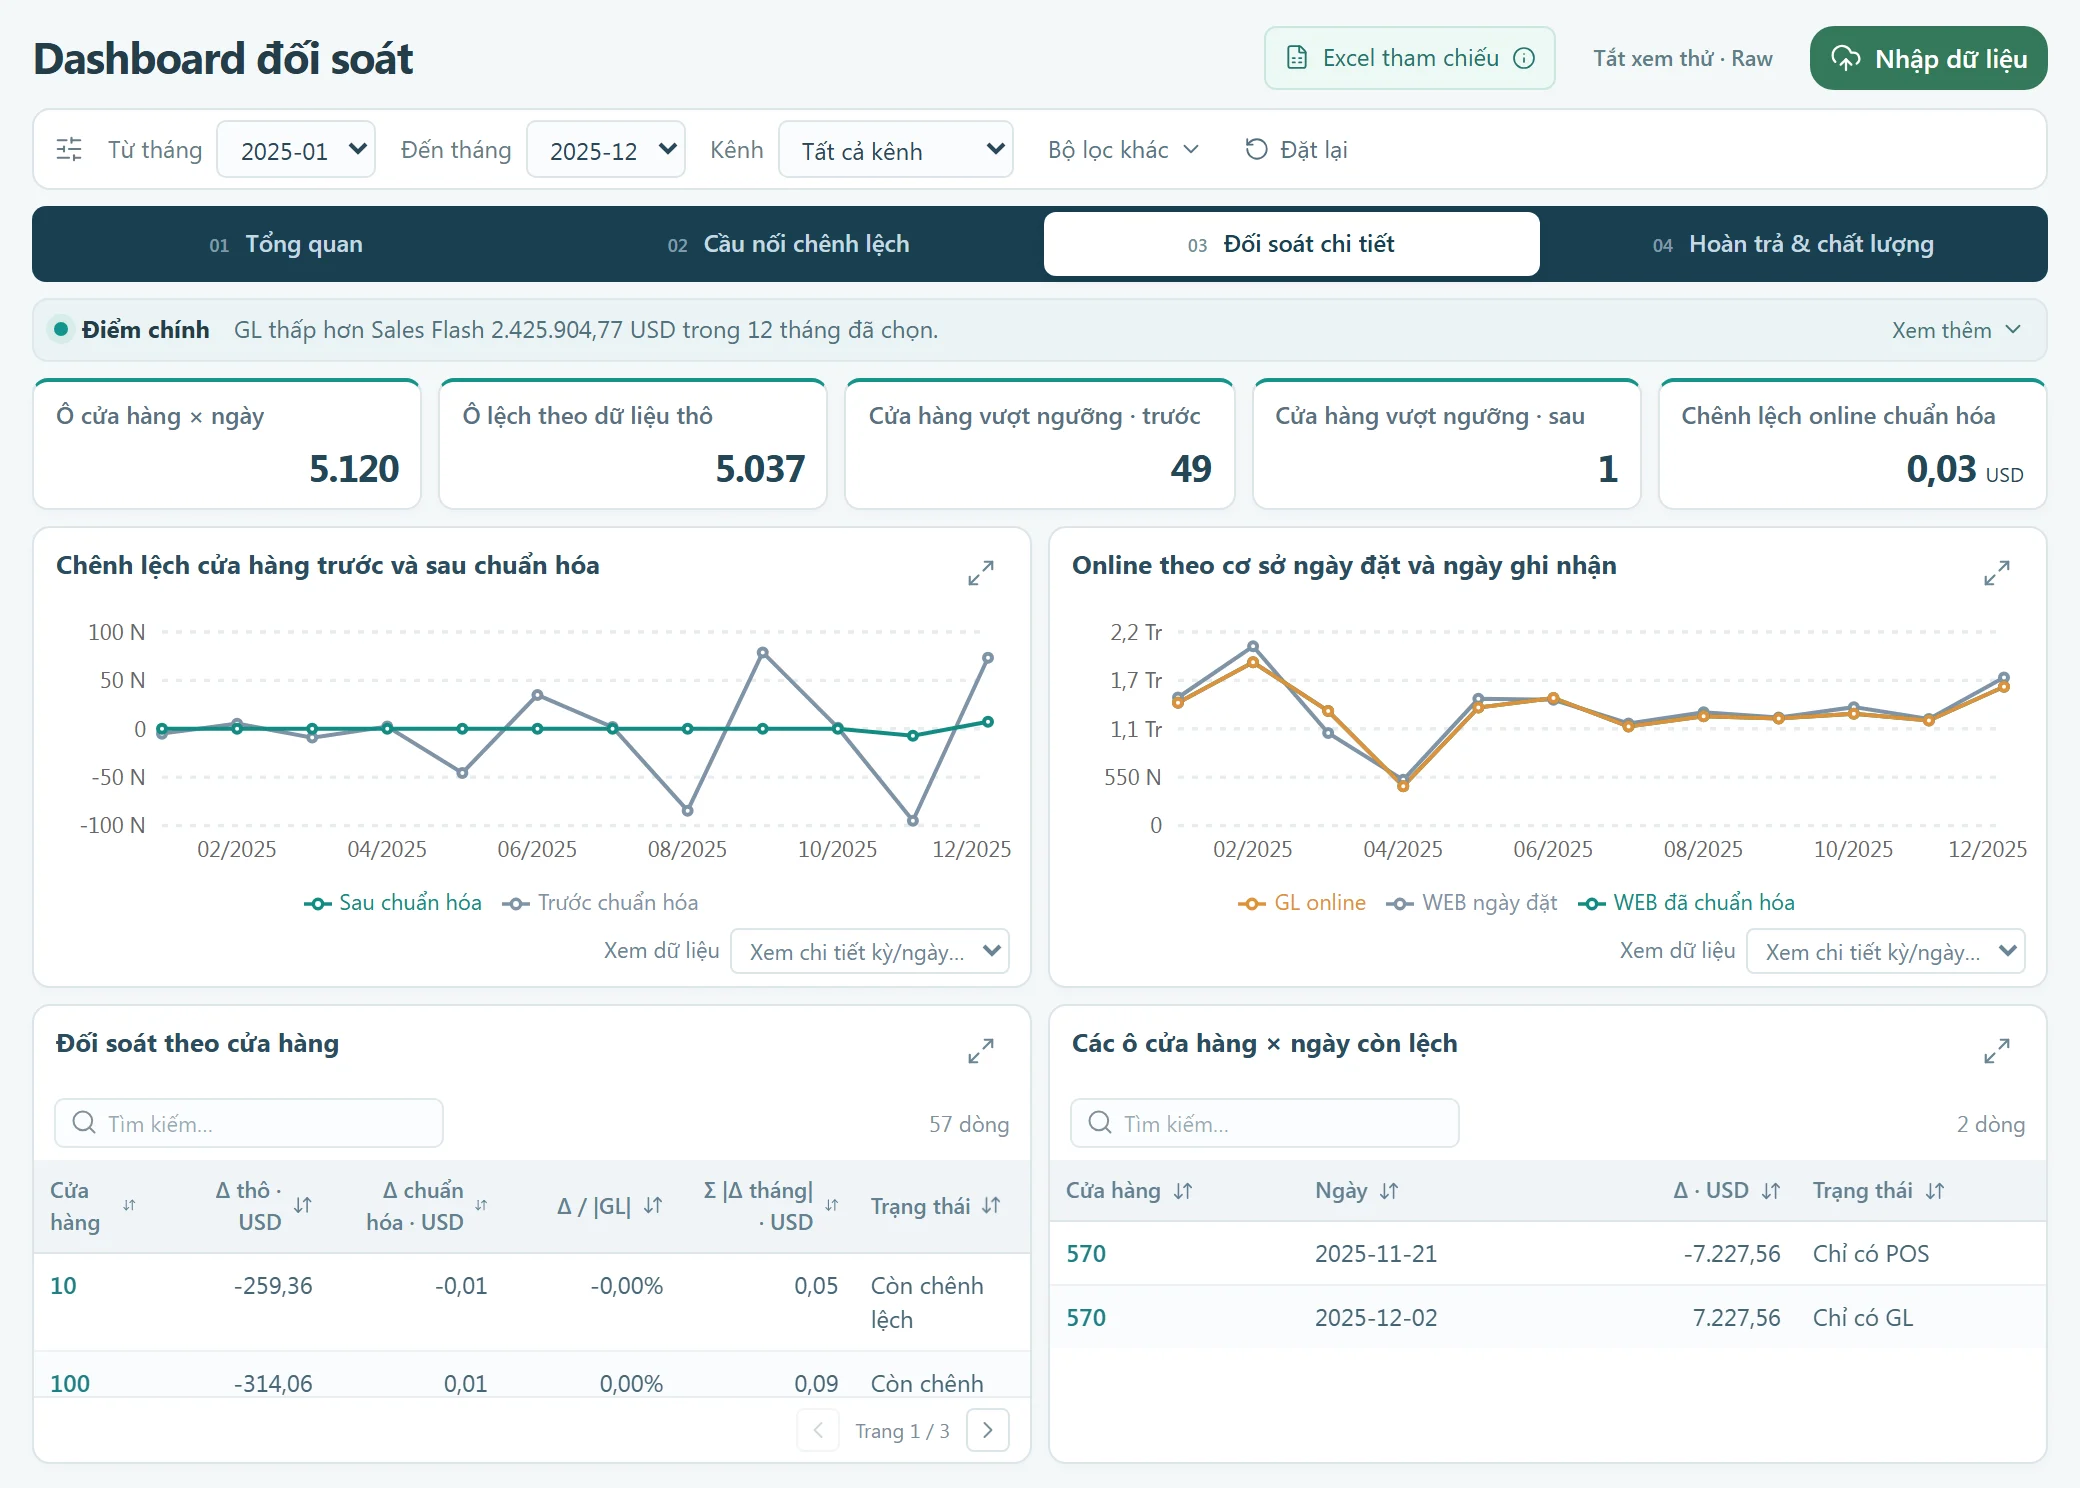 Dashboard đối soát
Excel tham chiếu
Tắt xem thử · Raw
Nhập dữ liệu
Từ tháng 2025-01 Đến tháng 2025-12 Kênh Tất cả kênh Bộ lọc khác Đặt lại
01 Tổng quan
02 Cầu nối chênh lệch
03 Đối soát chi tiết
04 Hoàn trả & chất lượng
Điểm chính GL thấp hơn Sales Flash 2.425.904,77 USD trong 12 tháng đã chọn. Xem thêm
Ô cửa hàng × ngày
5.120
Ô lệch theo dữ liệu thô
5.037
Cửa hàng vượt ngưỡng · trước
49
Cửa hàng vượt ngưỡng · sau
1
Chênh lệch online chuẩn hóa
0,03 USD
Chênh lệch cửa hàng trước và sau chuẩn hóa
100 N
50 N
0
-50 N
-100 N
02/2025 04/2025 06/2025 08/2025 10/2025 12/2025
Sau chuẩn hóa Trước chuẩn hóa
Xem dữ liệu Xem chi tiết kỳ/ngày...
Online theo cơ sở ngày đặt và ngày ghi nhận
2,2 Tr
1,7 Tr
1,1 Tr
550 N
0
02/2025 04/2025 06/2025 08/2025 10/2025 12/2025
GL online WEB ngày đặt WEB đã chuẩn hóa
Xem dữ liệu Xem chi tiết kỳ/ngày...
Đối soát theo cửa hàng
Tìm kiếm...
57 dòng
Cửa hàng Δ thô · USD Δ chuẩn hóa · USD Δ / |GL| Σ |Δ tháng| · USD Trạng thái
10 -259,36 -0,01 -0,00% 0,05 Còn chênh lệch
100 -314,06 0,01 0,00% 0,09 Còn chênh
Trang 1 / 3
Các ô cửa hàng × ngày còn lệch
Tìm kiếm...
2 dòng
Cửa hàng Ngày Δ · USD Trạng thái
570 2025-11-21 -7.227,56 Chỉ có POS
570 2025-12-02 7.227,56 Chỉ có GL